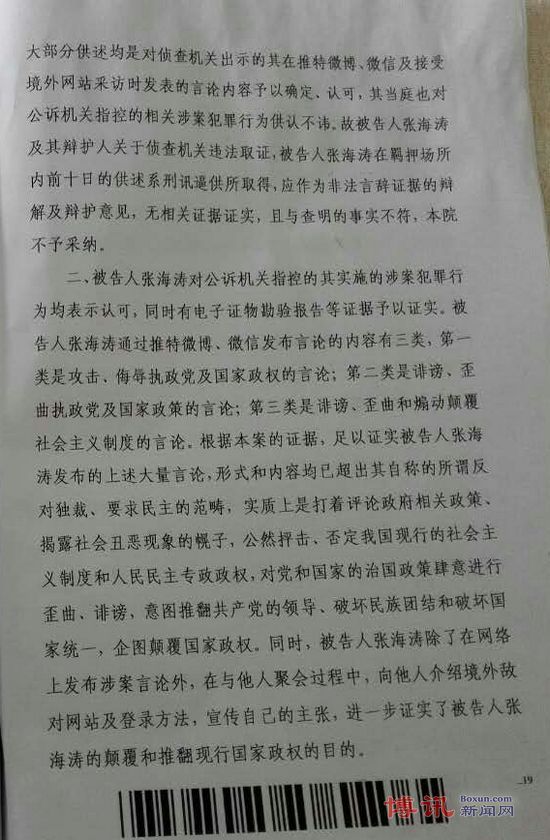 大部分供述均是对侦查机关出示的其在推特微博、微信及接受
境外网站采访时发表的言论内容予以确定、认可，其当庭也对
公诉机关指控的相关涉案犯罪行为供认不讳。故被告人张海涛
及其辩护人关于侦查机关违法取证，被告人张海涛在羁押场所
内前十日的供述系刑讯逼供所取得，应作为非法言辞证据的辩
解及辩护意见，无相关证据证实，且与查明的事实不符，本院
不予采纳。
二、被告人张海涛对公诉机关指控的其实施的涉案犯罪行
为均表示认可，同时有电子证物勘验报告等证据予以证实。被
告人张海涛通过推特微博、微信发布言论的内容有三类，第一
类是攻击、侮辱执政党及国家政权的言论；第二类是诽谤、歪
曲执政党及国家政策的言论；第三类是诽谤、歪曲和煽动颠覆
社会主义制度的言论。根据本案的证据，足以证实被告人张海
涛发布的上述大量言论，形式和内容均已超出其自称的所谓反
对独裁、要求民主的范畴，实质上是打着评论政府相关政策、
揭露社会丑恶现象的幌子，公然抨击、否定我国现行的社会主
义制度和人民民主专政政权，对党和国家的治国政策肆意进行
歪曲、诽谤，意图推翻共产党的领导、破坏民族团结和破坏国
家统一，企图颠覆国家政权。同时，被告人张海涛除了在网络
上发布涉案言论外，在与他人聚会过程中，向他人介绍境外敌
对网站及登录方法，宣传自己的主张，进一步证实了被告人张
海涛的颠覆和推翻现行国家政权的目的。
19
博讯 Boxun.com 新闻网